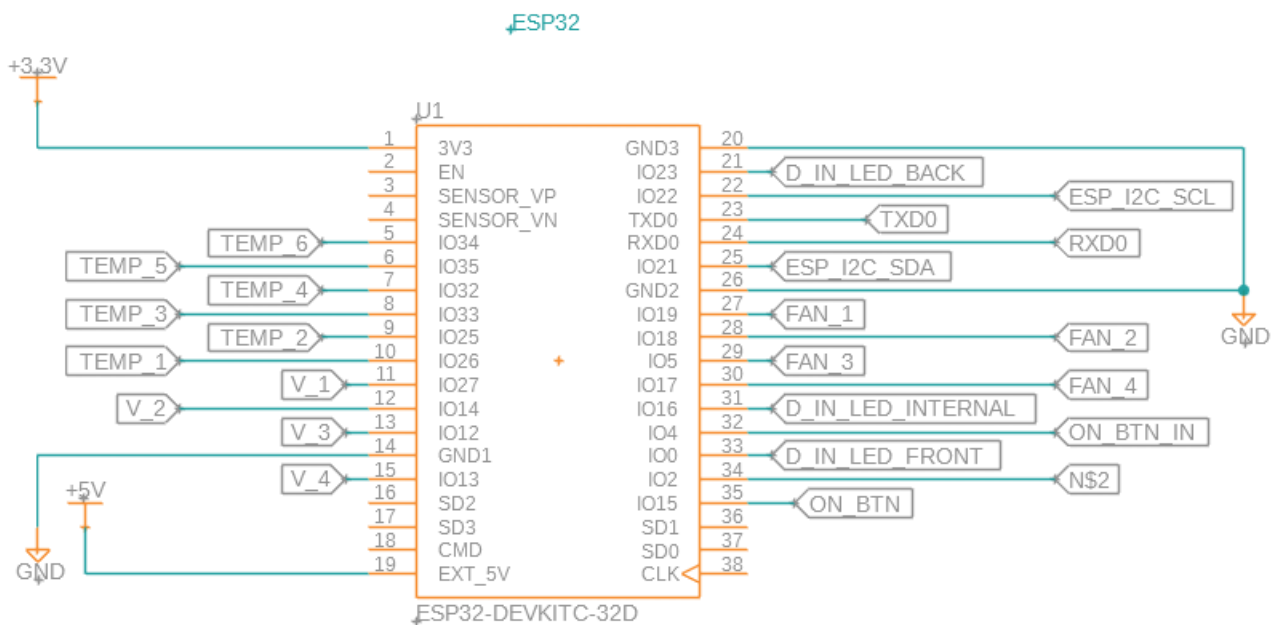 ESP32
+3.3V
U1
1 3V3 GND3 20
2 EN IO23 21 D_IN_LED_BACK
3 SENSOR_VP IO22 22 ESP_I2C_SCL
4 SENSOR_VN TXD0 23 TXD0
TEMP_6 5 IO34 RXD0 24 RXD0
TEMP_5 6 IO35 IO21 25 ESP_I2C_SDA
TEMP_4 7 IO32 GND2 26
TEMP_3 8 IO33 IO19 27 FAN_1
TEMP_2 9 IO25 IO18 28 FAN_2
GND
TEMP_1 10 IO26 IO5 29 FAN_3
V_1 11 IO27 IO17 30 FAN_4
V_2 12 IO14 IO16 31 D_IN_LED_INTERNAL
V_3 13 IO12 IO4 32 ON_BTN_IN
14 GND1 IO0 33 D_IN_LED_FRONT
V_4 15 IO13 IO2 34 N$2
+5V
16 SD2 IO15 35 ON_BTN
17 SD3 SD1 36
18 CMD SD0 37
GND
19 EXT_5V CLK 38
ESP32-DEVKITC-32D